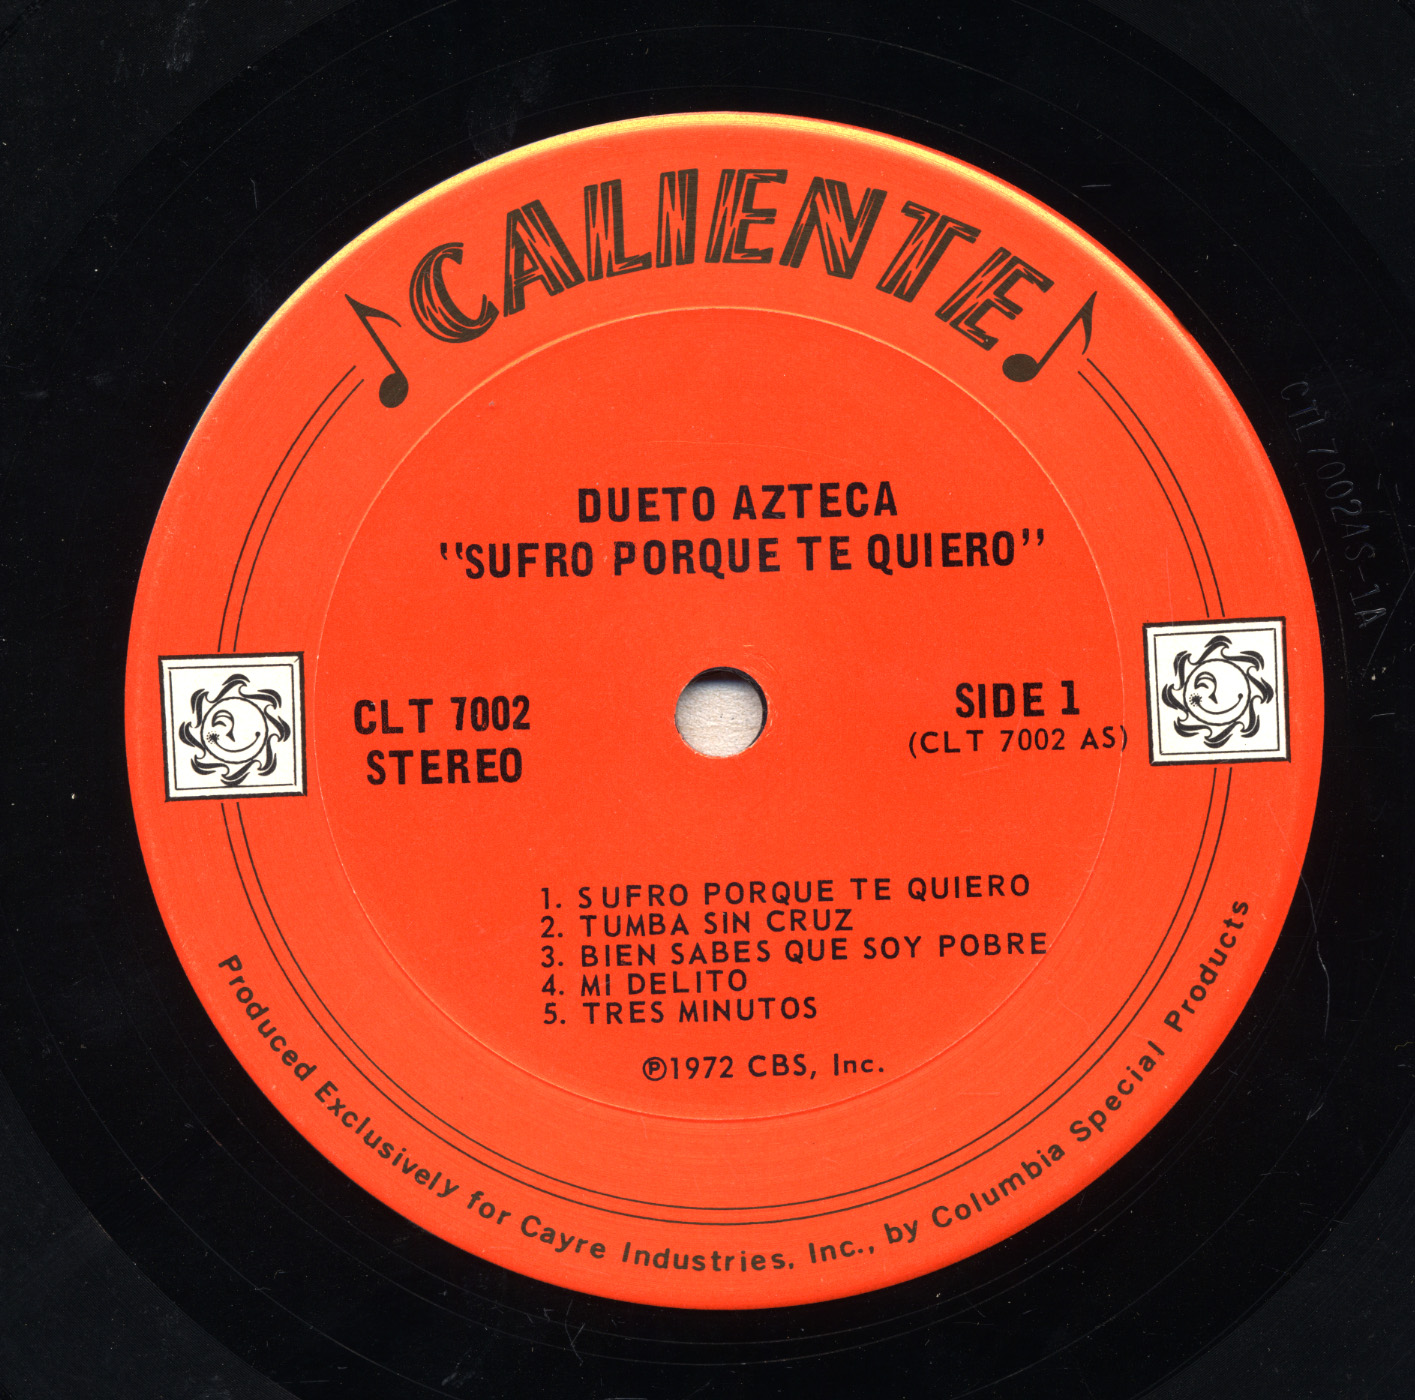 CALIENTE
DUETO AZTECA
"SUFRO PORQUE TE QUIERO"
CLT 7002
STEREO
SIDE 1
(CLT 7002 AS)
1. SUFRO PORQUE TE QUIERO
2. TUMBA SIN CRUZ
3. BIEN SABES QUE SOY POBRE
4. MI DELITO
5. TRES MINUTOS
Ⓟ1972 CBS, Inc.
Produced Exclusively for Cayre Industries, Inc., by Columbia Special Products
CTL7002AS-1A